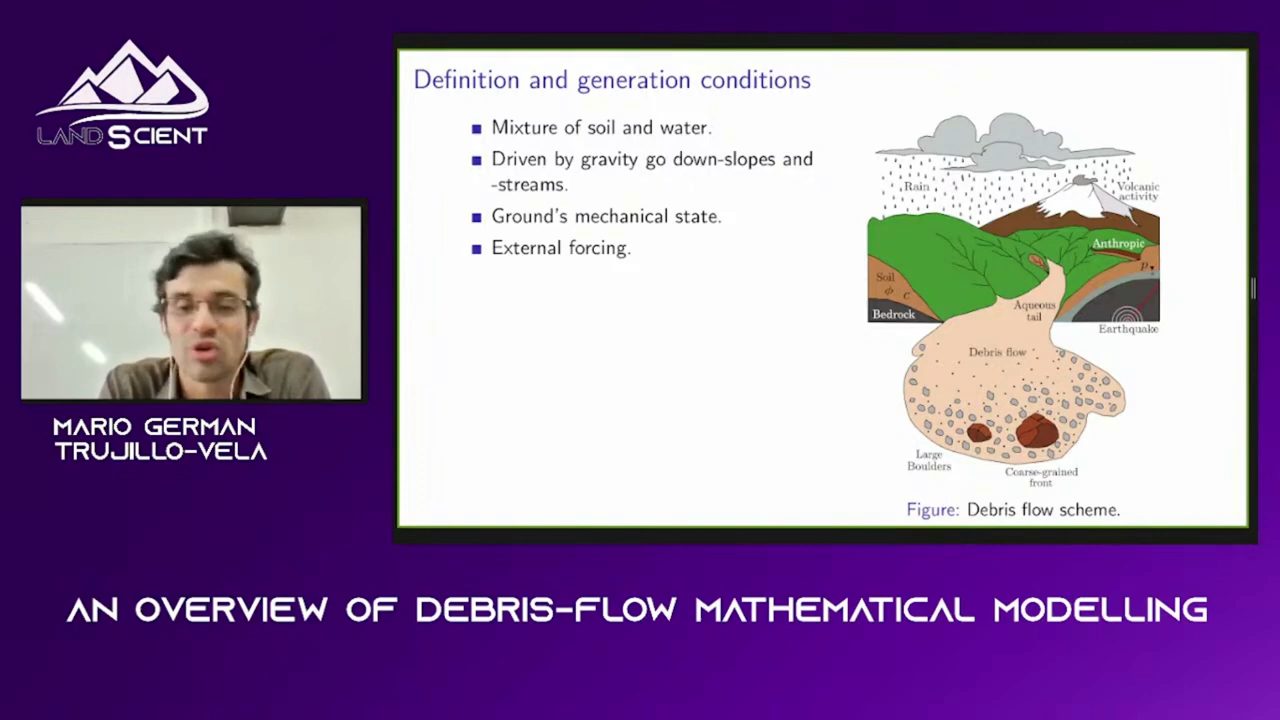 LANDSCIENT
Definition and generation conditions
Mixture of soil and water.
Driven by gravity go down-slopes and
-streams.
Ground's mechanical state.
External forcing.
Rain
Volcanic
activity
Anthropic
Soil
ϕ c
p
Bedrock
Aqueous
tail
Earthquake
Debris flow
Large
Boulders
Coarse-grained
front
Figure: Debris flow scheme.
MARIO GERMAN
TRUJILLO-VELA
AN OVERVIEW OF DEBRIS-FLOW MATHEMATICAL MODELLING